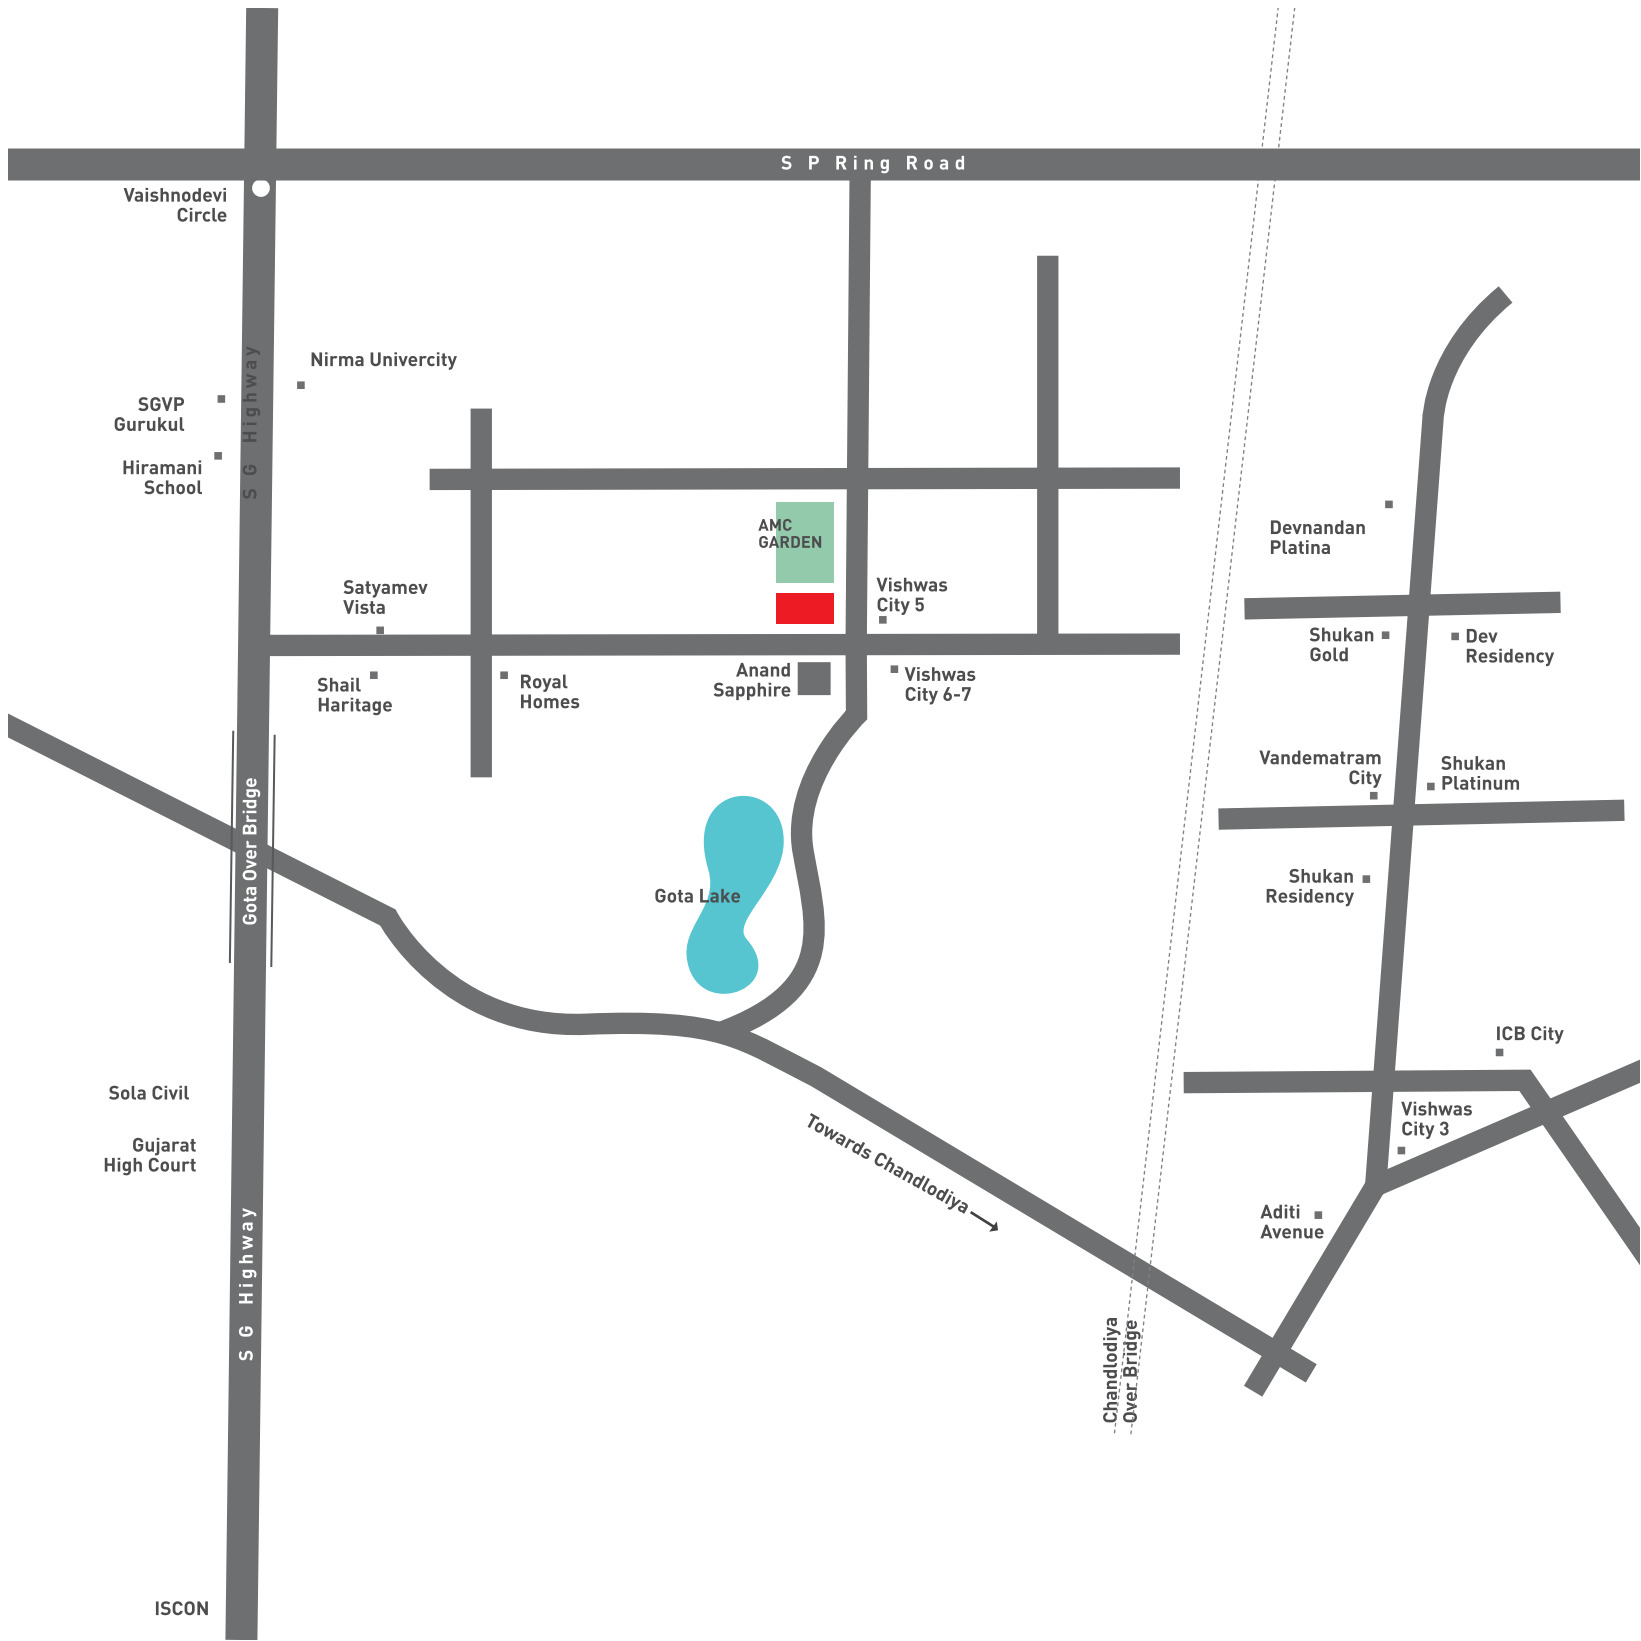 S P Ring Road
Vaishnodevi
Circle
Nirma Univercity
SGVP
Gurukul
S G Highway
Hiramani
School
AMC
GARDEN
Devnandan
Platina
Satyamev
Vista
Vishwas
City 5
Shukan
Gold
Dev
Residency
Shail
Haritage
Royal
Homes
Anand
Sapphire
Vishwas
City 6-7
Vandematram
City
Shukan
Platinum
Gota Over Bridge
Gota Lake
Shukan
Residency
ICB City
Sola Civil
Vishwas
City 3
Gujarat
High Court
Towards Chandlodiya
Aditi
Avenue
S G Highway
Chandlodiya
Over Bridge
ISCON